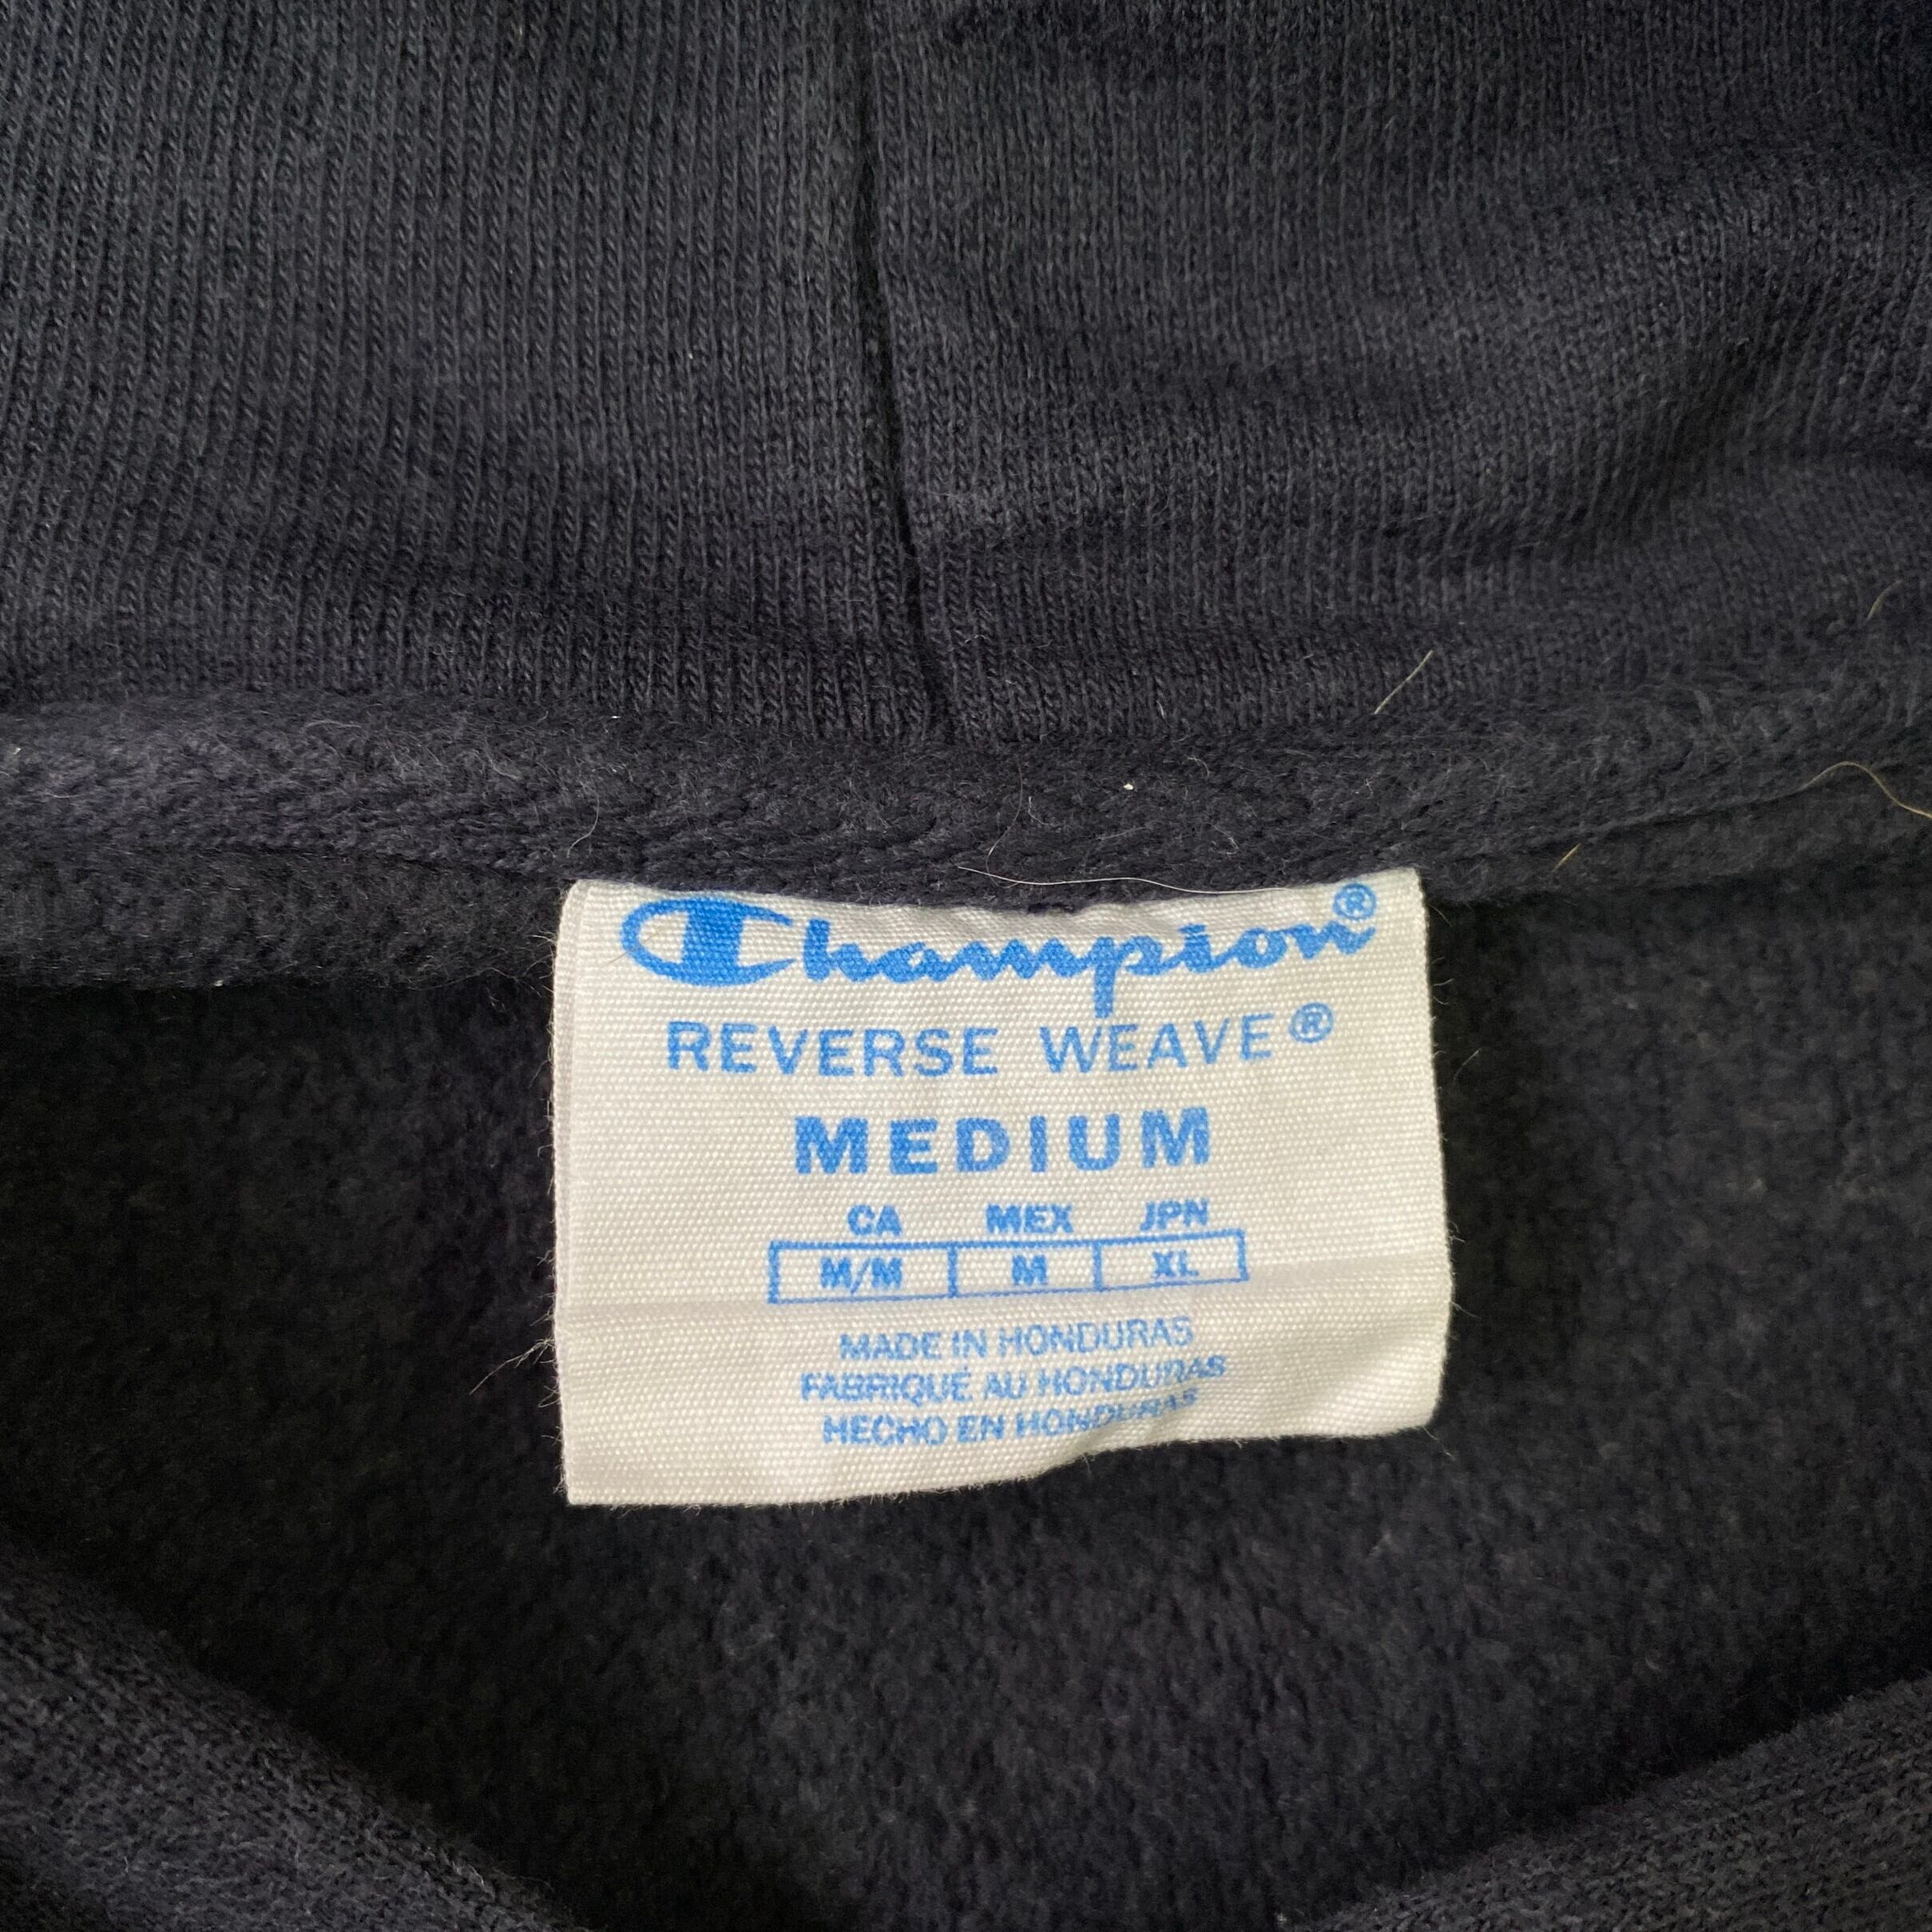 Champion®
REVERSE WEAVE®
MEDIUM
CA MEX JPN
M/M M XL
MADE IN HONDURAS
FABRIQUÉ AU HONDURAS
HECHO EN HONDURAS